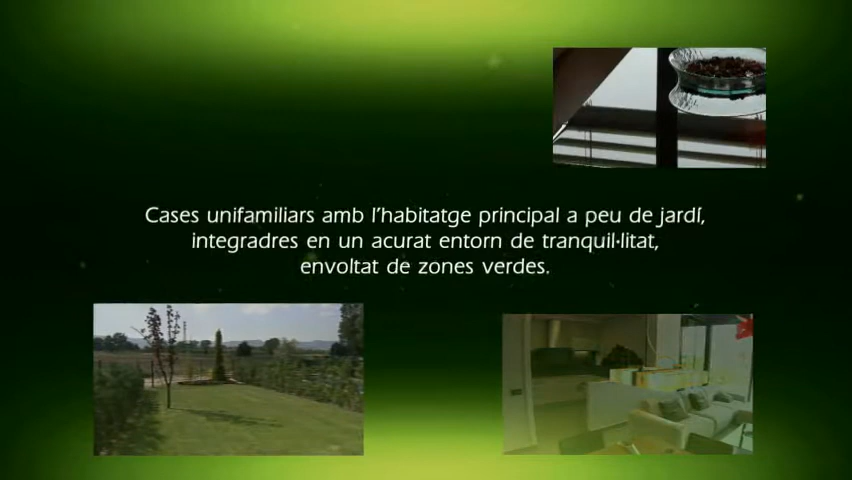 Cases unifamiliars amb l'habitatge principal a peu de jardí,
integradres en un acurat entorn de tranquil·litat,
envoltat de zones verdes.